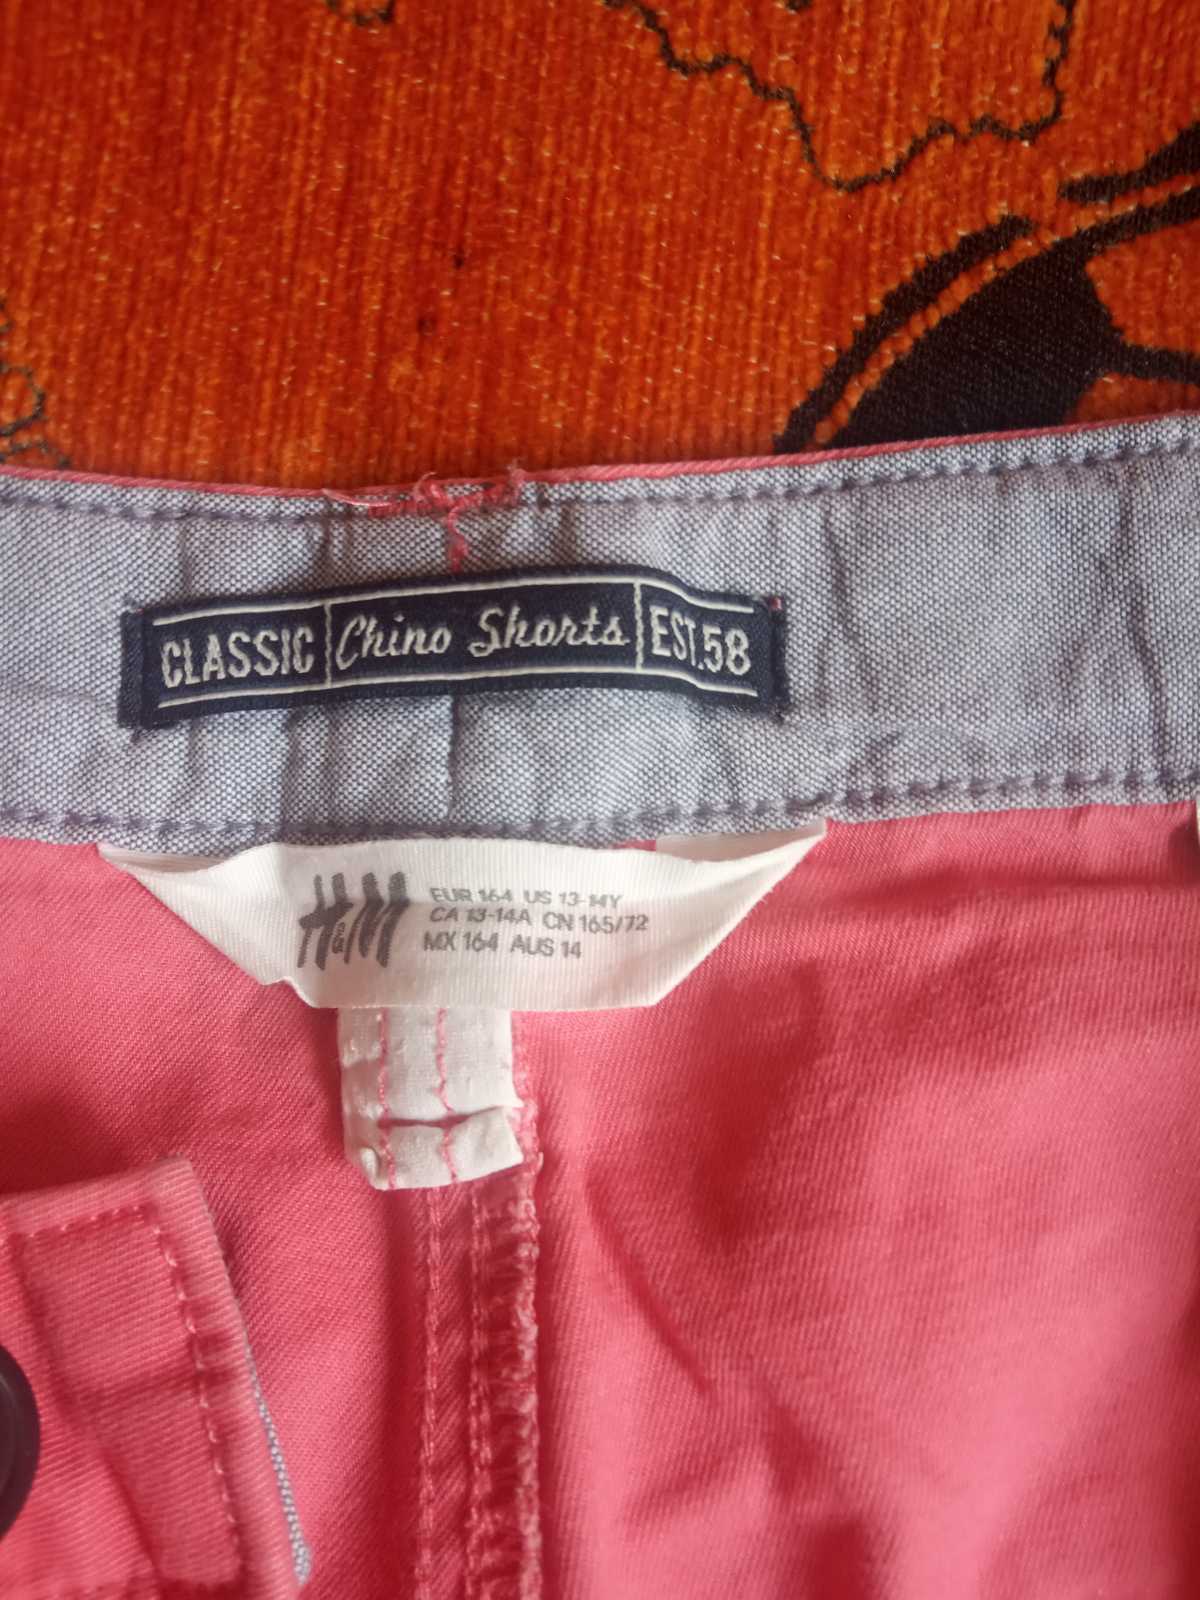 CLASSIC Chino Shorts EST.58
H&M
EUR 164 US 13-14Y
CA 13-14A CN 165/72
MX 164 AUS 14